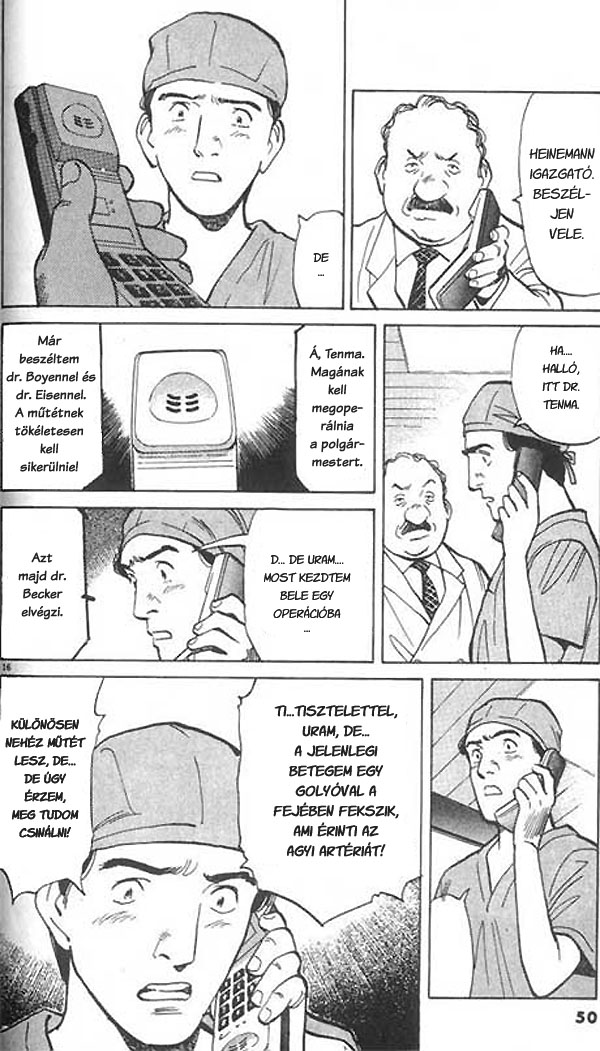 HEINEMANN
IGAZGATÓ.
BESZÉL-
JEN
VELE.
DE
...
HA....
HALLÓ,
ITT DR.
TENMA.
Á, Tenma.
Magának
kell
megope-
rálnia
a polgár-
mestert.
Már
beszéltem
dr. Boyennel és
dr. Eisennel.
A műtétnek
tökéletesen
kell
sikerülnie!
D... DE URAM....
MOST KEZDTEM
BELE EGY
OPERÁCIÓBA
...
Azt
majd dr.
Becker
elvégzi.
16
TI...TISZTELETTEL,
URAM, DE...
A JELENLEGI
BETEGEM EGY
GOLYÓVAL A
FEJÉBEN FEKSZIK,
AMI ÉRINTI AZ
AGYI ARTÉRIÁT!
KÜLÖNÖSEN
NEHÉZ MŰTÉT
LESZ, DE...
DE ÚGY
ÉRZEM,
MEG TUDOM
CSINÁLNI!
50